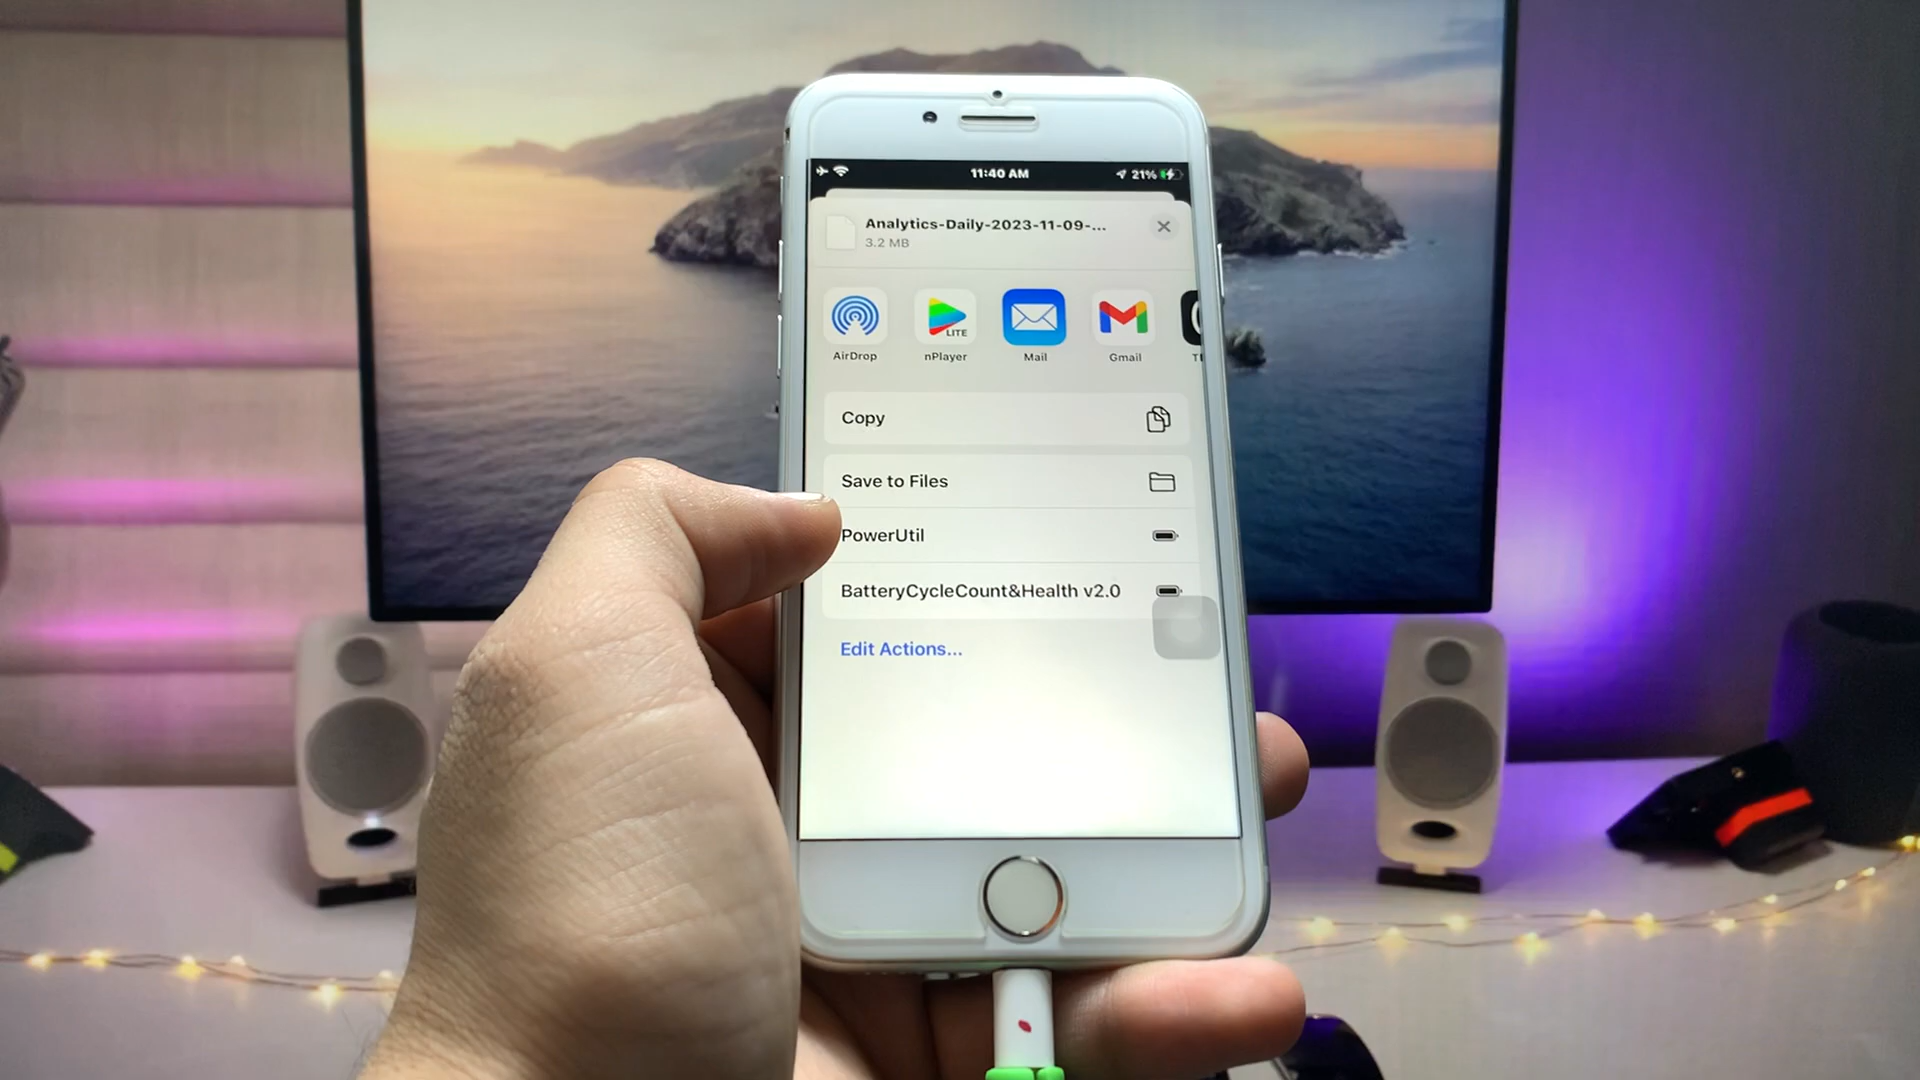 11:40 AM
21%
Analytics-Daily-2023-11-09-...
3.2 MB
LITE
AirDrop
nPlayer
Mail
Gmail
Copy
Save to Files
PowerUtil
BatteryCycleCount&Health v2.0
Edit Actions...